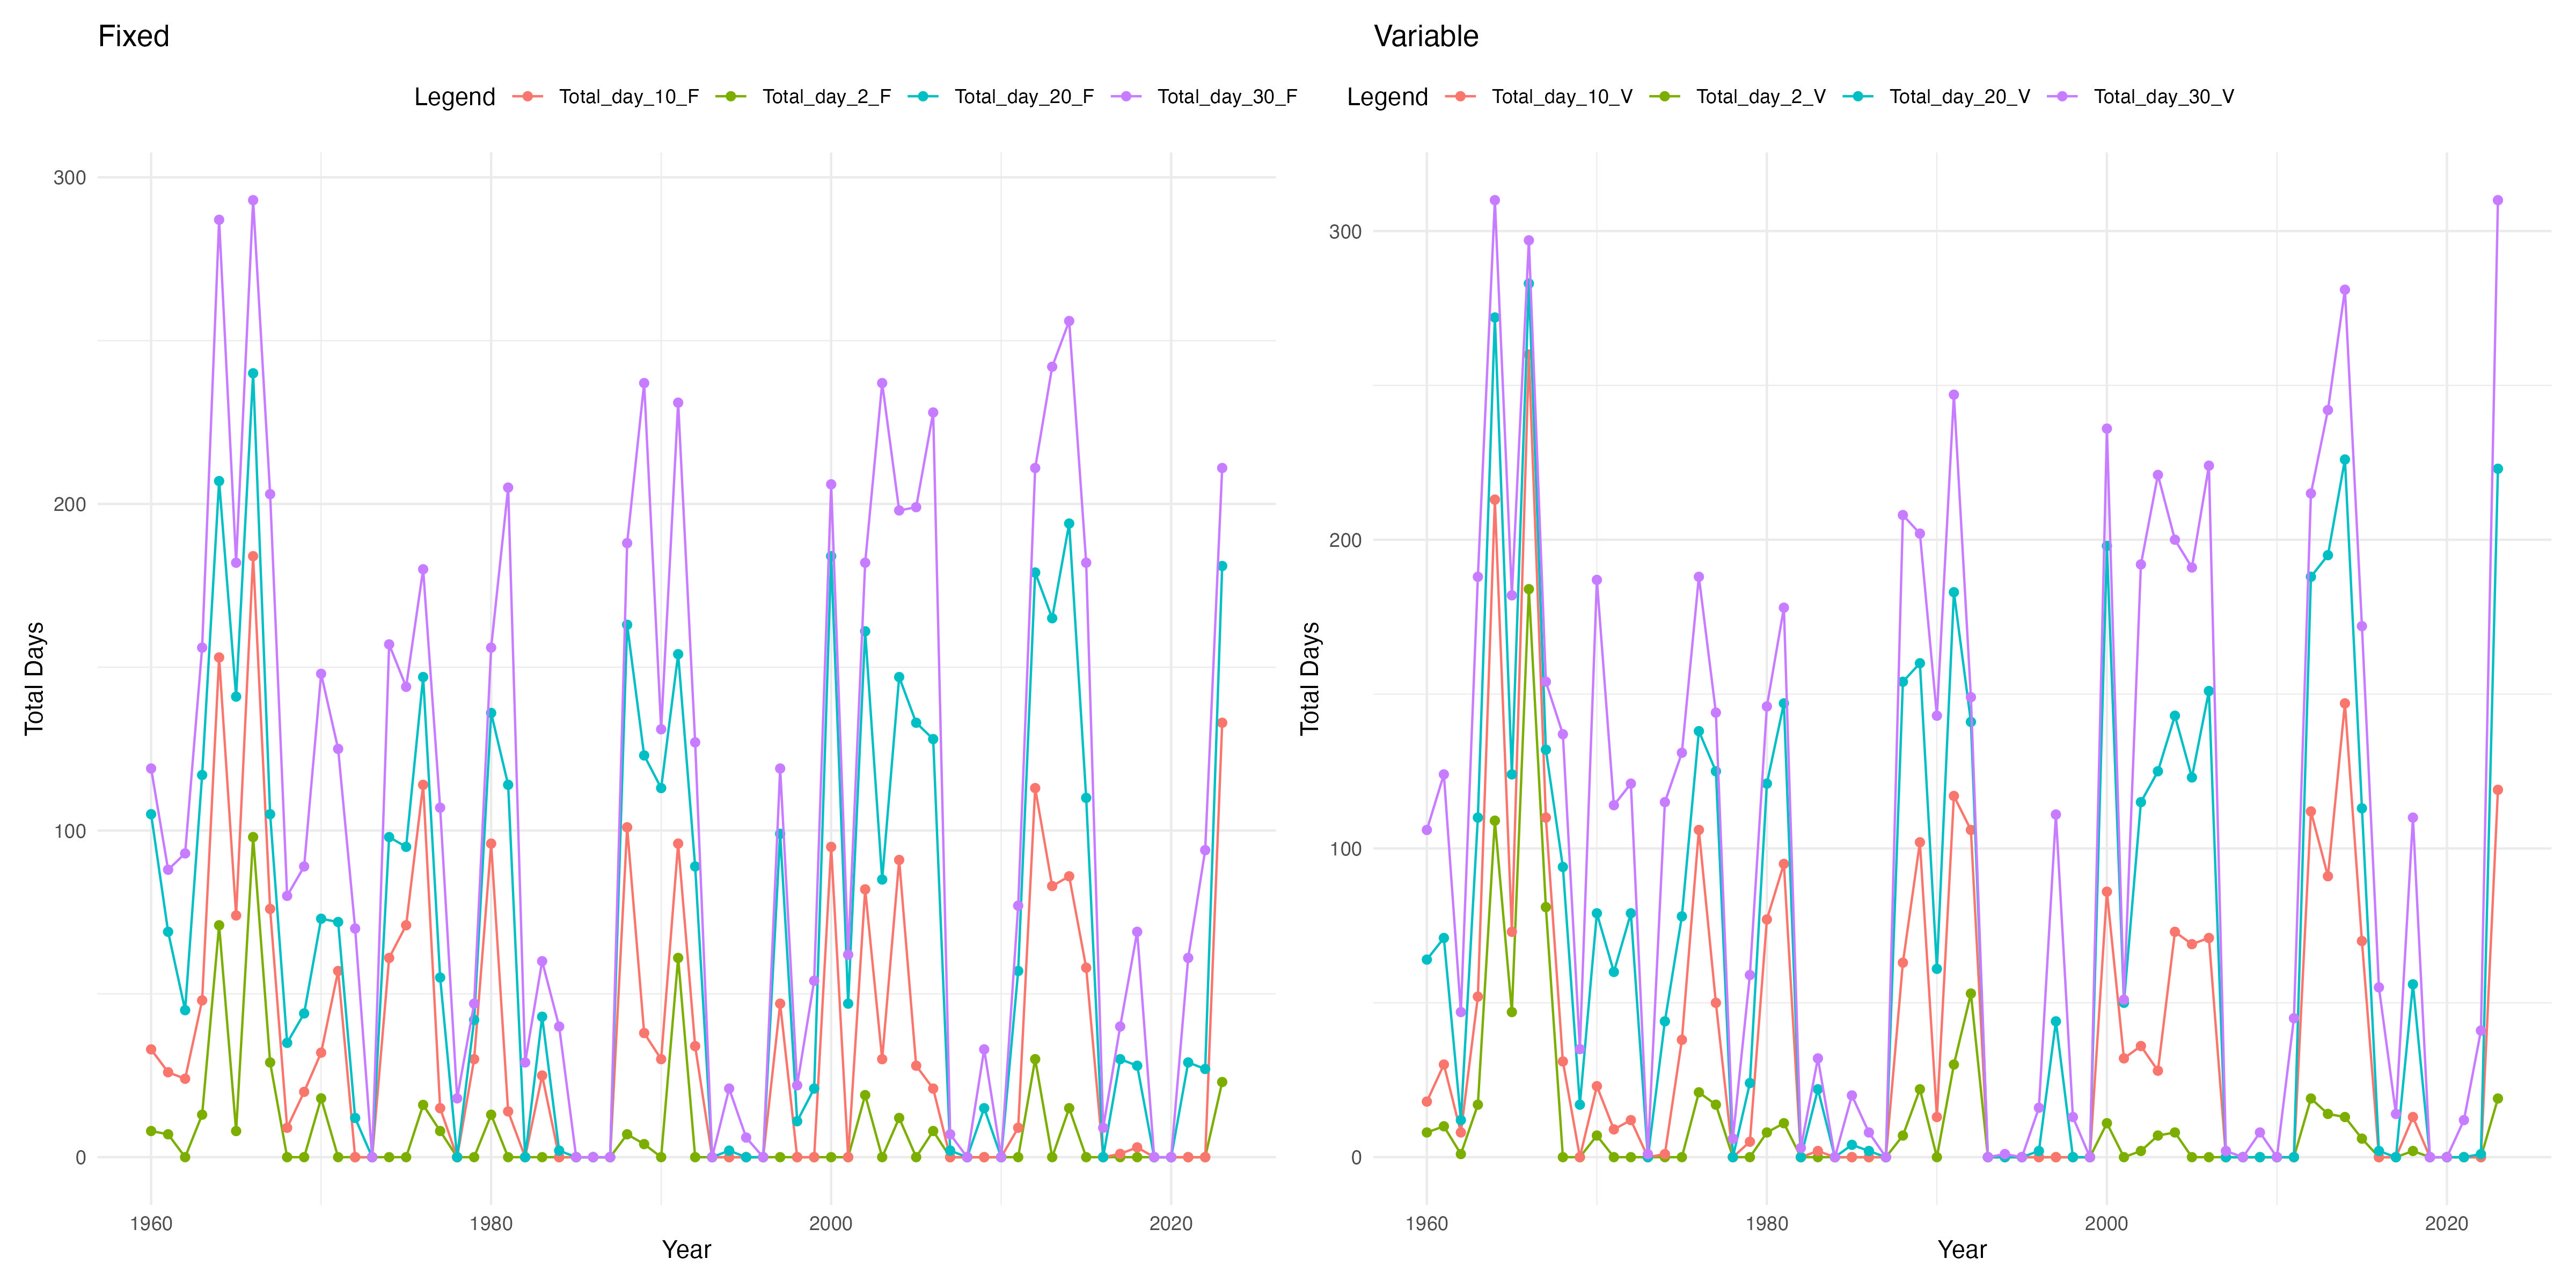 Fixed
Legend Total_day_10_F Total_day_2_F Total_day_20_F Total_day_30_F
300
200
100
0
Total Days
1960 1980 2000 2020
Year
Variable
Legend Total_day_10_V Total_day_2_V Total_day_20_V Total_day_30_V
300
200
100
0
Total Days
1960 1980 2000 2020
Year